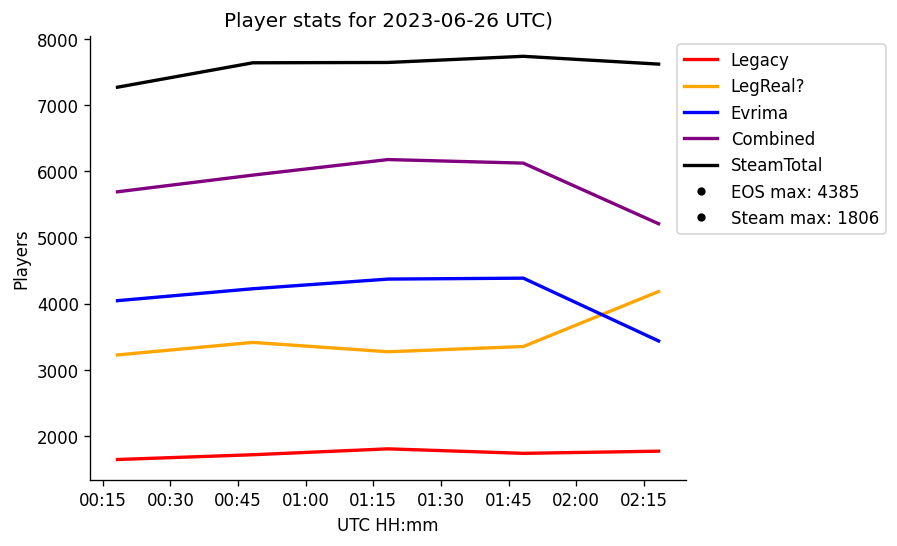 Player stats for 2023-06-26 UTC)
8000
7000
6000
5000
4000
3000
2000
Players
00:15 00:30 00:45 01:00 01:15 01:30 01:45 02:00 02:15
UTC HH:mm
Legacy
LegReal?
Evrima
Combined
SteamTotal
EOS max: 4385
Steam max: 1806